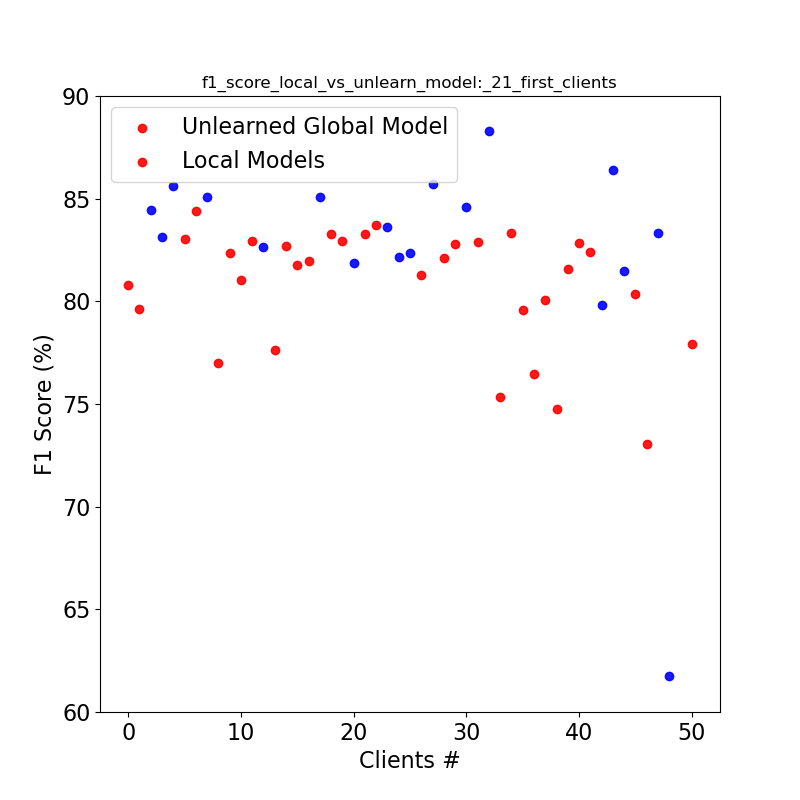 f1_score_local_vs_unlearn_model:_21_first_clients
90
Unlearned Global Model
Local Models
85
80
75
70
65
60
F1 Score (%)
0 10 20 30 40 50
Clients #